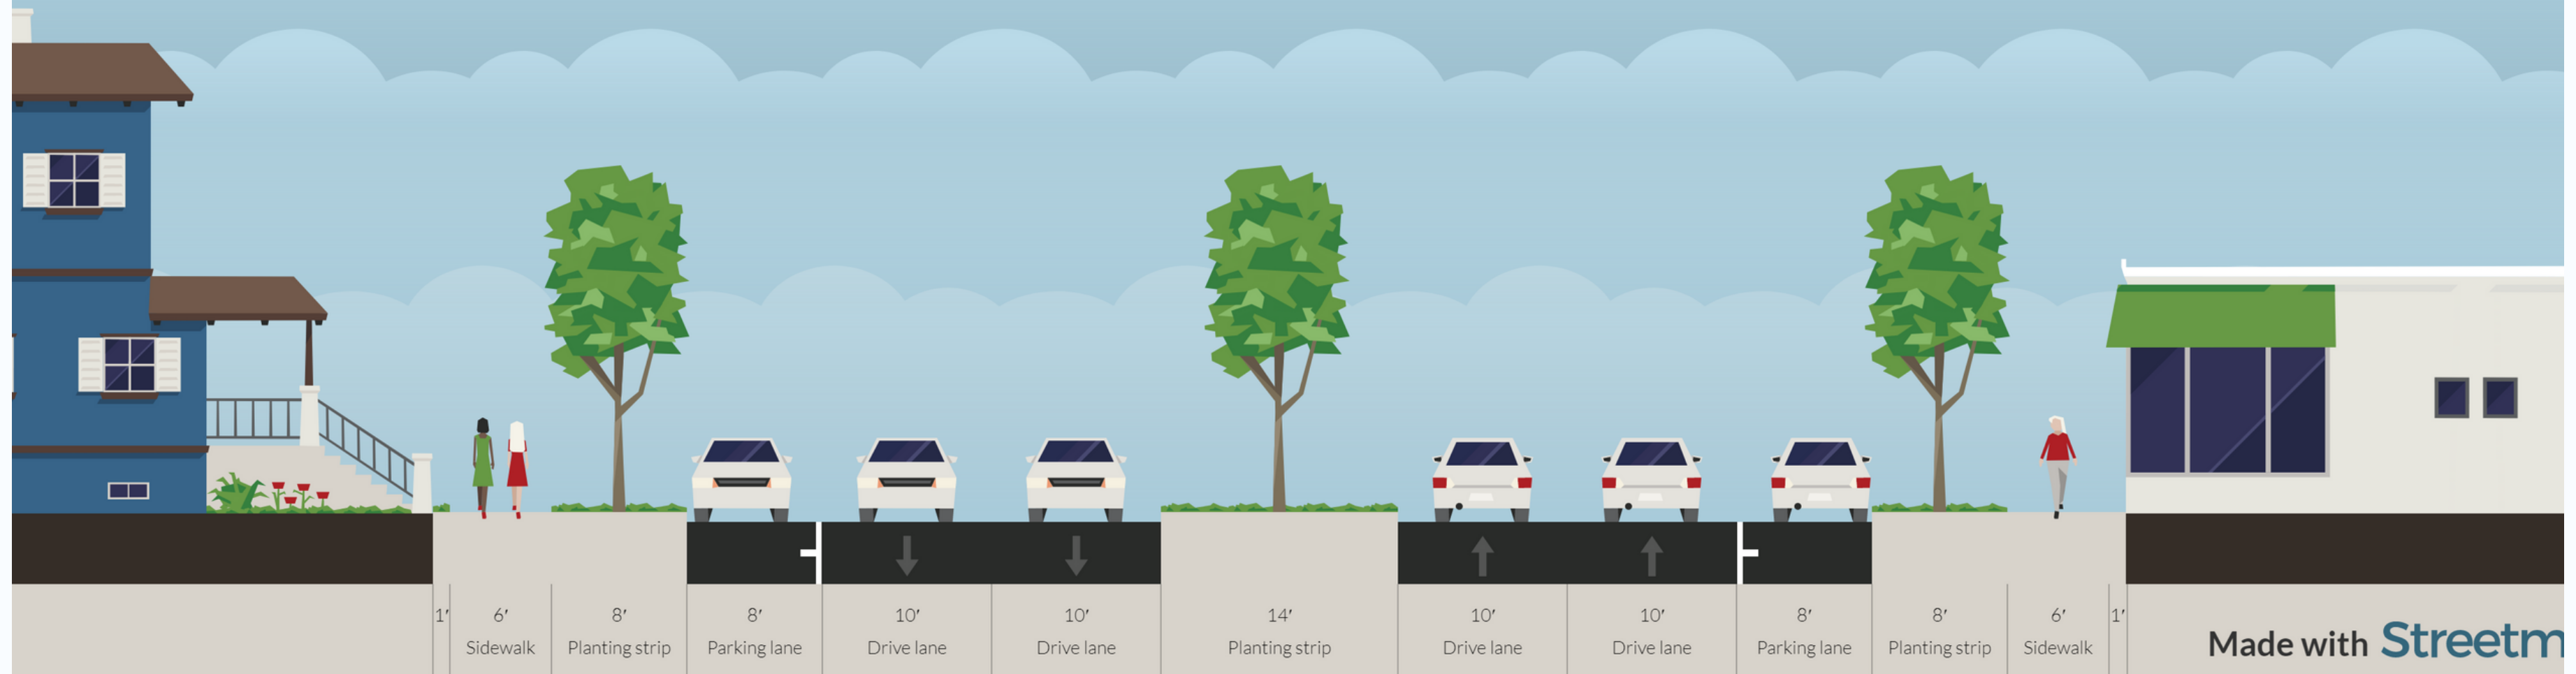 1′ 6′ 8′ 8′ 10′ 10′ 14′ 10′ 10′ 8′ 8′ 6′ 1′
Sidewalk Planting strip Parking lane Drive lane Drive lane Planting strip Drive lane Drive lane Parking lane Planting strip Sidewalk
Made with Streetm